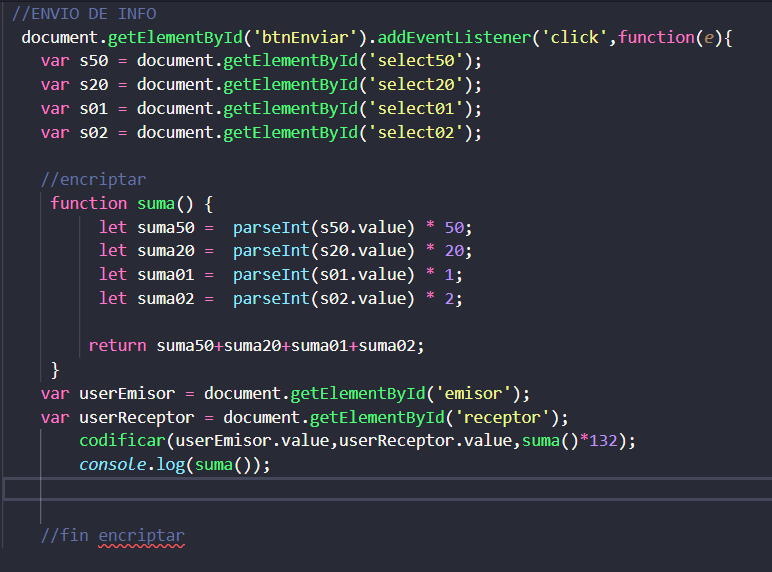 //ENVIO DE INFO
document.getElementById('btnEnviar').addEventListener('click',function(e){
var s50 = document.getElementById('select50');
var s20 = document.getElementById('select20');
var s01 = document.getElementById('select01');
var s02 = document.getElementById('select02');
//encriptar
function suma() {
let suma50 =  parseInt(s50.value) * 50;
let suma20 =  parseInt(s20.value) * 20;
let suma01 =  parseInt(s01.value) * 1;
let suma02 =  parseInt(s02.value) * 2;
return suma50+suma20+suma01+suma02;
}
var userEmisor = document.getElementById('emisor');
var userReceptor = document.getElementById('receptor');
codificar(userEmisor.value,userReceptor.value,suma()*132);
console.log(suma());
//fin encriptar